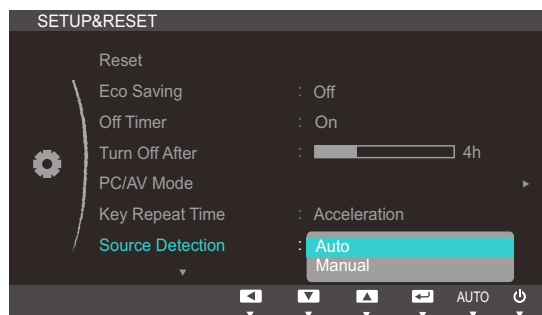 SETUP&RESET
Reset
Eco Saving : Off
Off Timer : On
Turn Off After : 4h
PC/AV Mode
Key Repeat Time : Acceleration
Source Detection : Auto
Manual
AUTO